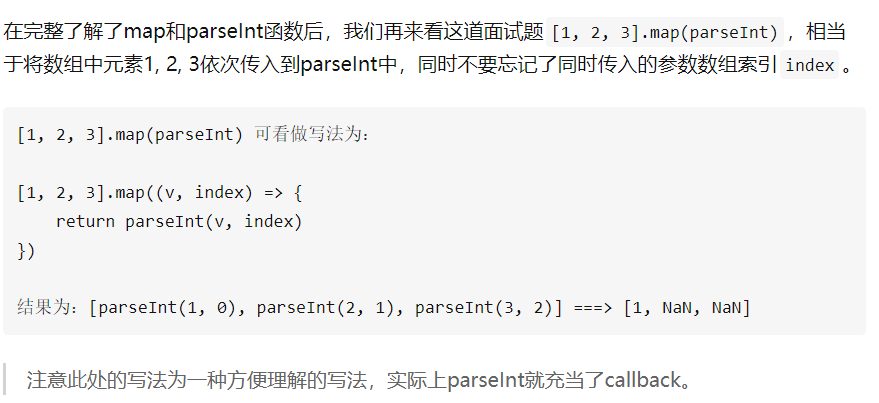 在完整了解了map和parseInt函数后，我们再来看这道面试题 [1, 2, 3].map(parseInt) ，相当
于将数组中元素1, 2, 3依次传入到parseInt中，同时不要忘记了同时传入的参数数组索引 index 。
[1, 2, 3].map(parseInt) 可看做写法为：
[1, 2, 3].map((v, index) => {
    return parseInt(v, index)
})
结果为：[parseInt(1, 0), parseInt(2, 1), parseInt(3, 2)] ===> [1, NaN, NaN]
注意此处的写法为一种方便理解的写法，实际上parseInt就充当了callback。